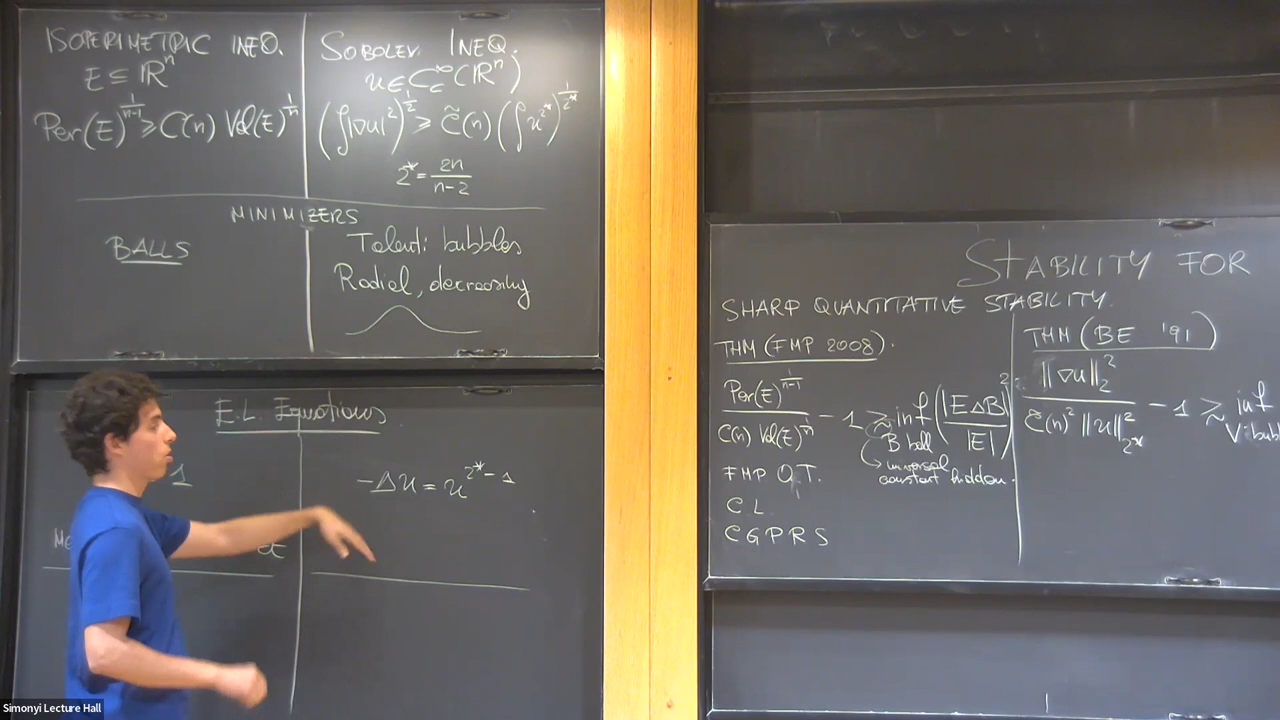 ISOPERIMETRIC INEQ.
E ⊆ ℝⁿ
Per(E)^{1/(n-1)} ≥ C(n) Vol(E)^{1/n}
SOBOLEV INEQ.
u ∈ C_c^∞(ℝⁿ)
(∫|∇u|²)^{1/2} ≥ C̃(n) (∫u^{2*})^{1/2*}
2* = 2n/(n-2)
MINIMIZERS
BALLS
Talenti bubbles
Radial, decreasing
E.L. Equations
1
-Δu = u^{2*-1}
ct
STABILITY FOR
SHARP QUANTITATIVE STABILITY.
THM (FMP 2008).
Per(E)^{1/(n-1)} / C(n) Vol(E)^{1/n} - 1 ≳ inf_{B ball} (|EΔB| / |E|)²
↳ universal
constant hidden.
FMP O.T.
C L
C G P R S
THM (BE '91)
‖∇u‖₂² / C̃(n)² ‖u‖²_{2*} - 1 ≳ inf
V:bubb
Simonyi Lecture Hall